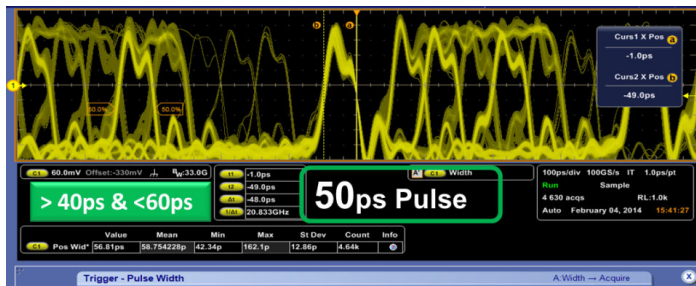 b
a
Curs1 X Pos a
-1.0ps
Curs2 X Pos b
-49.0ps
1
50.0%
50.0%
C1 60.0mV Offset:-330mV BW:33.0G
t1 -1.0ps
t2 -49.0ps
Δt -48.0ps
1/Δt 20.833GHz
> 40ps & <60ps
50ps Pulse
A' C1 Width
100ps/div 100GS/s IT 1.0ps/pt
Run Sample
4 630 acqs RL:1.0k
Auto February 04, 2014 15:41:27
Value Mean Min Max St Dev Count Info
C1 Pos Wid* 56.81ps 58.754228p 42.34p 162.1p 12.86p 4.64k
Trigger - Pulse Width A:Width → Acquire X